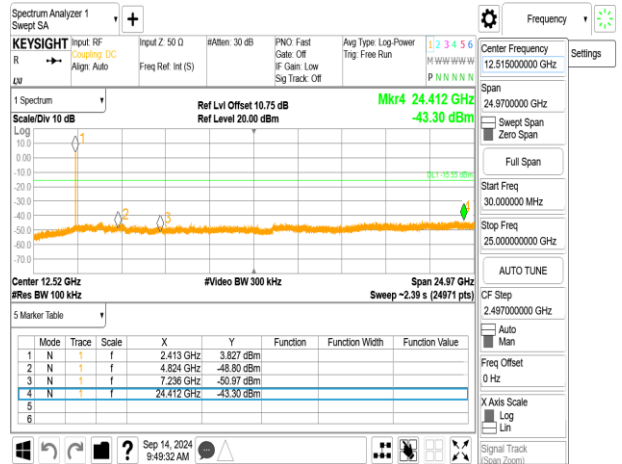 Spectrum Analyzer 1
Swept SA
Frequency
KEYSIGHT
R
Input: RF
Coupling: DC
Align: Auto
Input Z: 50 Ω
Freq Ref: Int (S)
#Atten: 30 dB
PNO: Fast
Gate: Off
IF Gain: Low
Sig Track: Off
Avg Type: Log-Power
Trig: Free Run
1 2 3 4 5 6
M W W W W W
P N N N N N
Center Frequency
12.515000000 GHz
Settings
1 Spectrum
Scale/Div 10 dB
Ref Lvl Offset 10.75 dB
Ref Level 20.00 dBm
Mkr4 24.412 GHz
-43.30 dBm
Log
10.0
0.00
-10.0
-20.0
-30.0
-40.0
-50.0
-60.0
-70.0
1
2
3
4
DL1 -15.55 dBm
Center 12.52 GHz
#Res BW 100 kHz
#Video BW 300 kHz
Span 24.97 GHz
Sweep ~2.39 s (24971 pts)
Span
24.9700000 GHz
Swept Span
Zero Span
Full Span
Start Freq
30.000000 MHz
Stop Freq
25.000000000 GHz
AUTO TUNE
CF Step
2.497000000 GHz
Auto
Man
Freq Offset
0 Hz
X Axis Scale
Log
Lin
Signal Track
(Span Zoom)
5 Marker Table
Mode Trace Scale X Y Function Function Width Function Value
1 N 1 f 2.413 GHz 3.827 dBm
2 N 1 f 4.824 GHz -48.80 dBm
3 N 1 f 7.236 GHz -50.97 dBm
4 N 1 f 24.412 GHz -43.30 dBm
5
6
?
Sep 14, 2024
9:49:32 AM